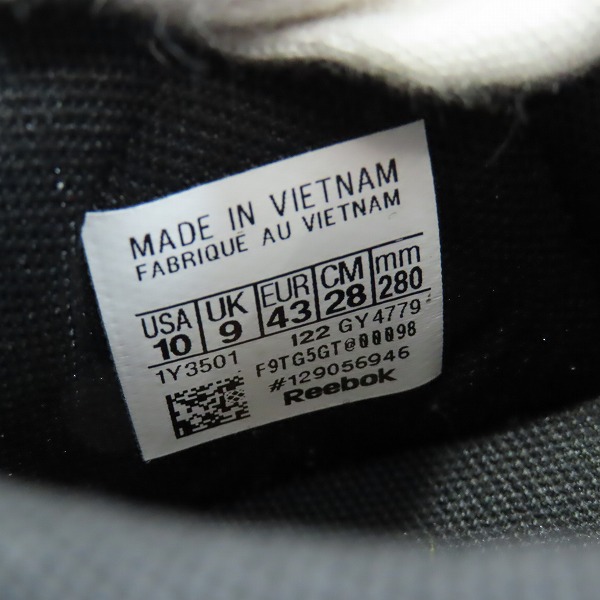 MADE IN VIETNAM
FABRIQUÉ AU VIETNAM
USA UK EUR CM mm
10 9 43 28 280
1Y3501 122 GY4779
F9TG5GT@00098
#129056946
Reebok